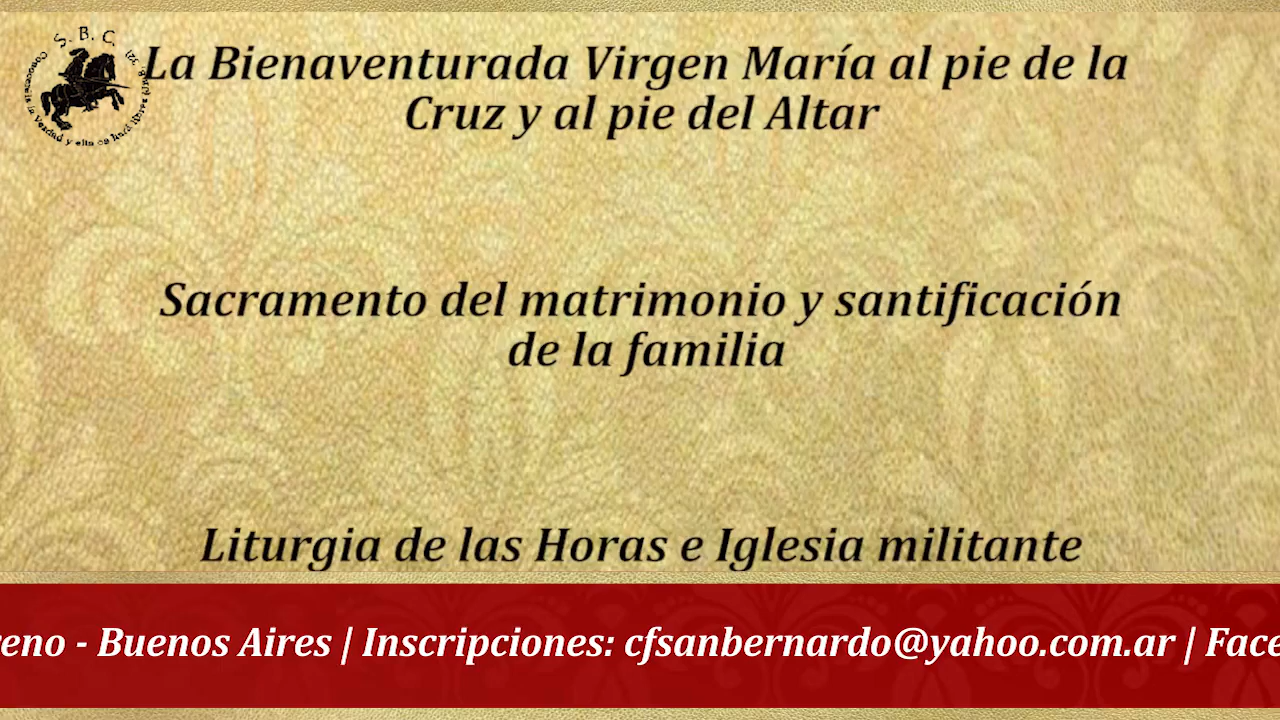 S. B. C.
La Bienaventurada Virgen María al pie de la
Cruz y al pie del Altar
Sacramento del matrimonio y santificación
de la familia
Liturgia de las Horas e Iglesia militante
reno - Buenos Aires | Inscripciones: cfsanbernardo@yahoo.com.ar | Face